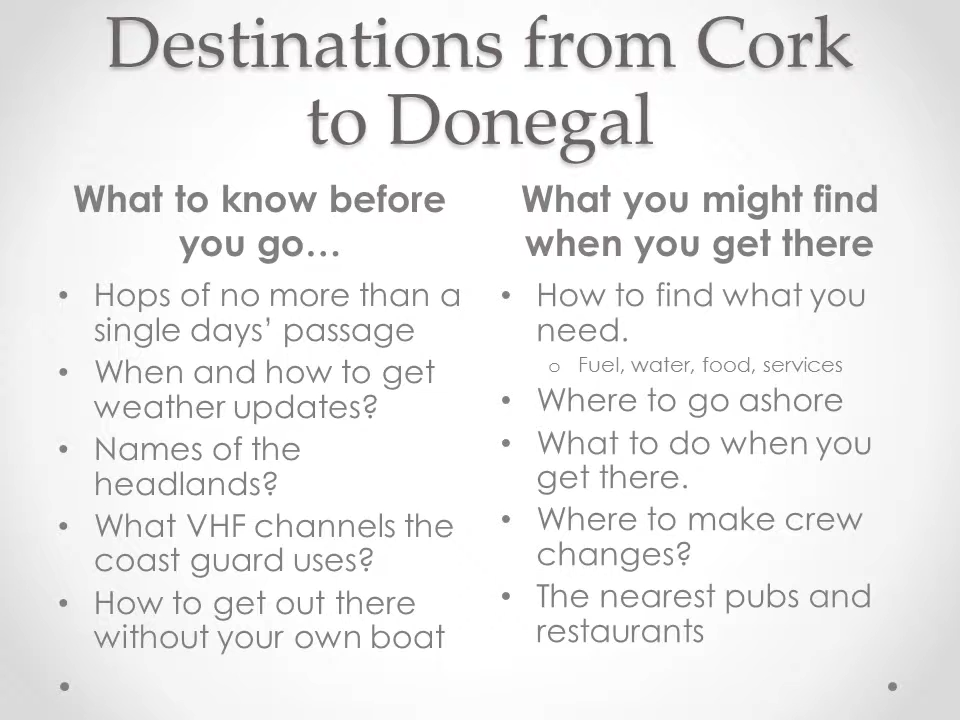 Destinations from Cork
to Donegal
What to know before
you go…
• Hops of no more than a
single days’ passage
• When and how to get
weather updates?
• Names of the
headlands?
• What VHF channels the
coast guard uses?
• How to get out there
without your own boat
What you might find
when you get there
• How to find what you
need.
o Fuel, water, food, services
• Where to go ashore
• What to do when you
get there.
• Where to make crew
changes?
• The nearest pubs and
restaurants